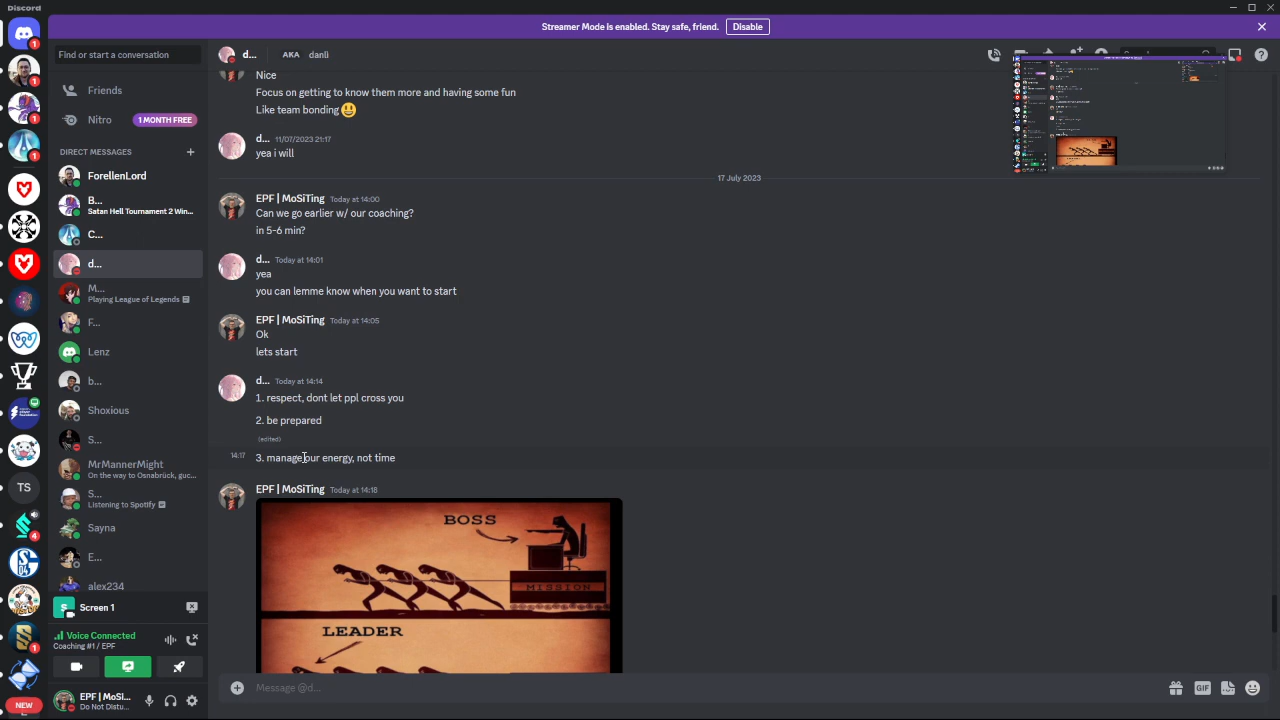 Discord
Streamer Mode is enabled. Stay safe, friend.
Disable
Find or start a conversation
d...
AKA
danli
Friends
Nitro
1 MONTH FREE
DIRECT MESSAGES
ForellenLord
B...
Satan Hell Tournament 2 Win...
C...
d...
M...
Playing League of Legends
F...
Lenz
b...
Shoxious
S...
MrMannerMight
On the way to Osnabrück, guc...
S...
Listening to Spotify
Sayna
E...
alex234
Screen 1
Voice Connected
Coaching #1 / EPF
EPF | MoSi...
Do Not Distu...
1
1
1
1
TS
4
1
NEW
Nice
Focus on getting to know them more and having some fun
Like team bonding
d... 11/07/2023 21:17
yea i will
17 July 2023
EPF | MoSiTing Today at 14:00
Can we go earlier w/ our coaching?
in 5-6 min?
d... Today at 14:01
yea
you can lemme know when you want to start
EPF | MoSiTing Today at 14:05
Ok
lets start
d... Today at 14:14
1. respect, dont let ppl cross you
2. be prepared
(edited)
14:17 3. manage our energy, not time
EPF | MoSiTing Today at 14:18
BOSS
MISSION
LEADER
Message @d...
GIF